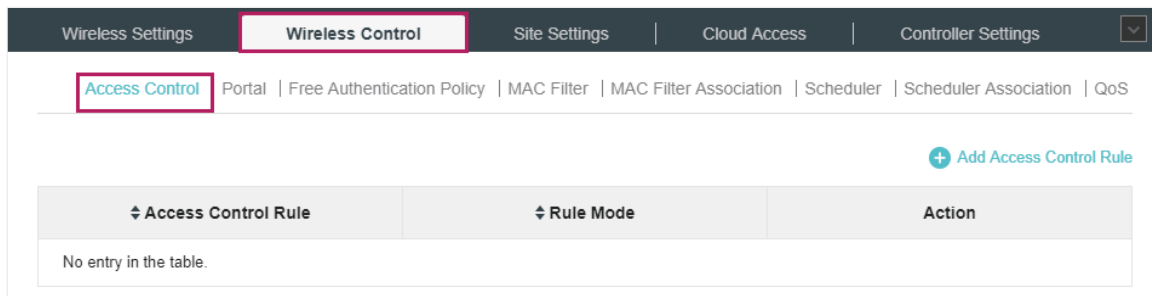 Wireless Settings Wireless Control Site Settings | Cloud Access | Controller Settings
Access Control Portal | Free Authentication Policy | MAC Filter | MAC Filter Association | Scheduler | Scheduler Association | QoS
Add Access Control Rule
Access Control Rule Rule Mode Action
No entry in the table.